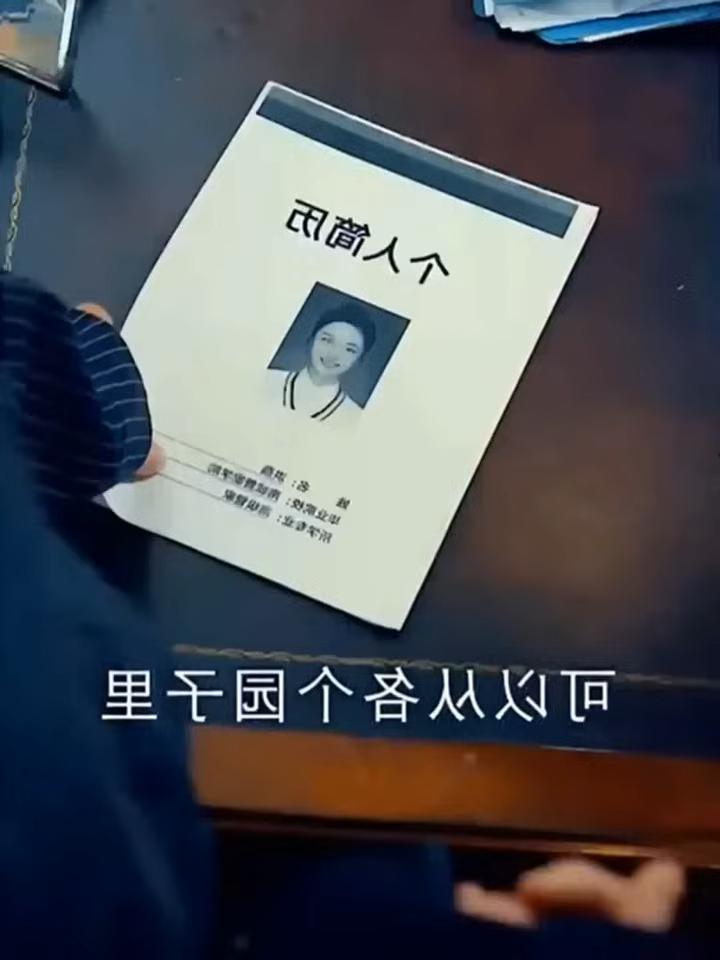 个人简历
姓 名：
毕业院校：
所学专业：
可以从各个园子里